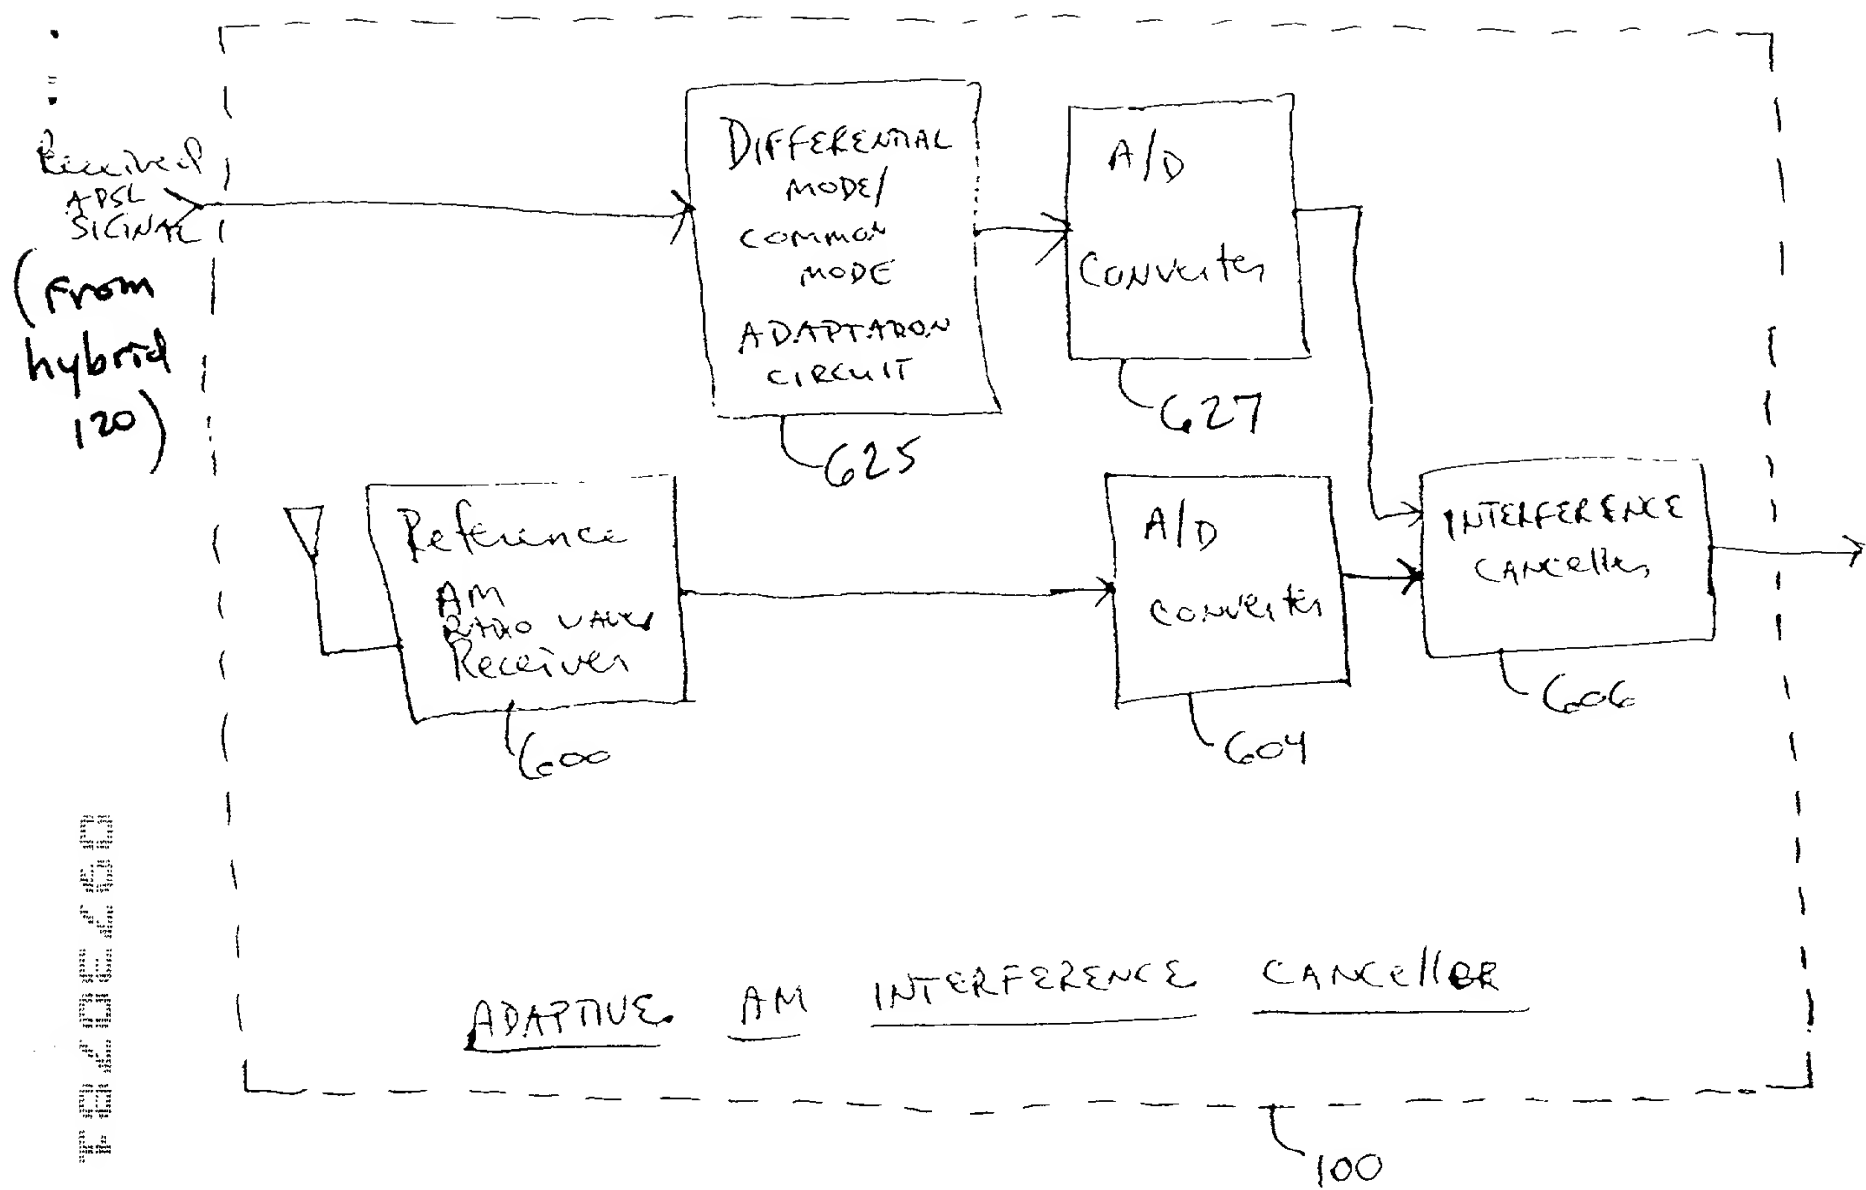 Received
ADSL
SIGNAL
(From
hybrid
120)
DIFFERENTIAL
MODE/
COMMON
MODE
ADAPTATION
CIRCUIT
625
A/D
Converter
627
Reference
AM
RADIO WAVES
Receiver
600
A/D
Converter
604
INTERFERENCE
CANCELLER
606
ADAPTIVE AM INTERFERENCE CANCELLER
100